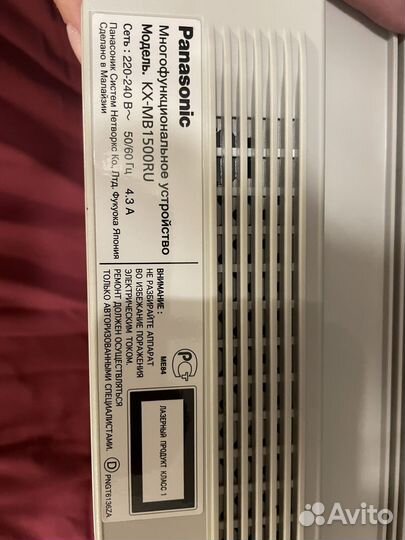 Panasonic
Многофункциональное устройство
Модель. KX-MB1500RU
Сеть : 220-240 В~ 50/60 Гц 4.3 A
Панасоник Систем Нетворкс Ко, Лтд. Фукуока Япония
Сделано в Малайзии
ВНИМАНИЕ :
НЕ РАЗБИРАЙТЕ АППАРАТ
ВО ИЗБЕЖАНИЕ ПОРАЖЕНИЯ
ЭЛЕКТРИЧЕСКИМ ТОКОМ.
РЕМОНТ ДОЛЖЕН ОСУЩЕСТВЛЯТЬСЯ
ТОЛЬКО АВТОРИЗОВАННЫМИ СПЕЦИАЛИСТАМИ.
ME84
ЛАЗЕРНЫЙ ПРОДУКТ КЛАСС 1
D PNGT6136ZA
Avito